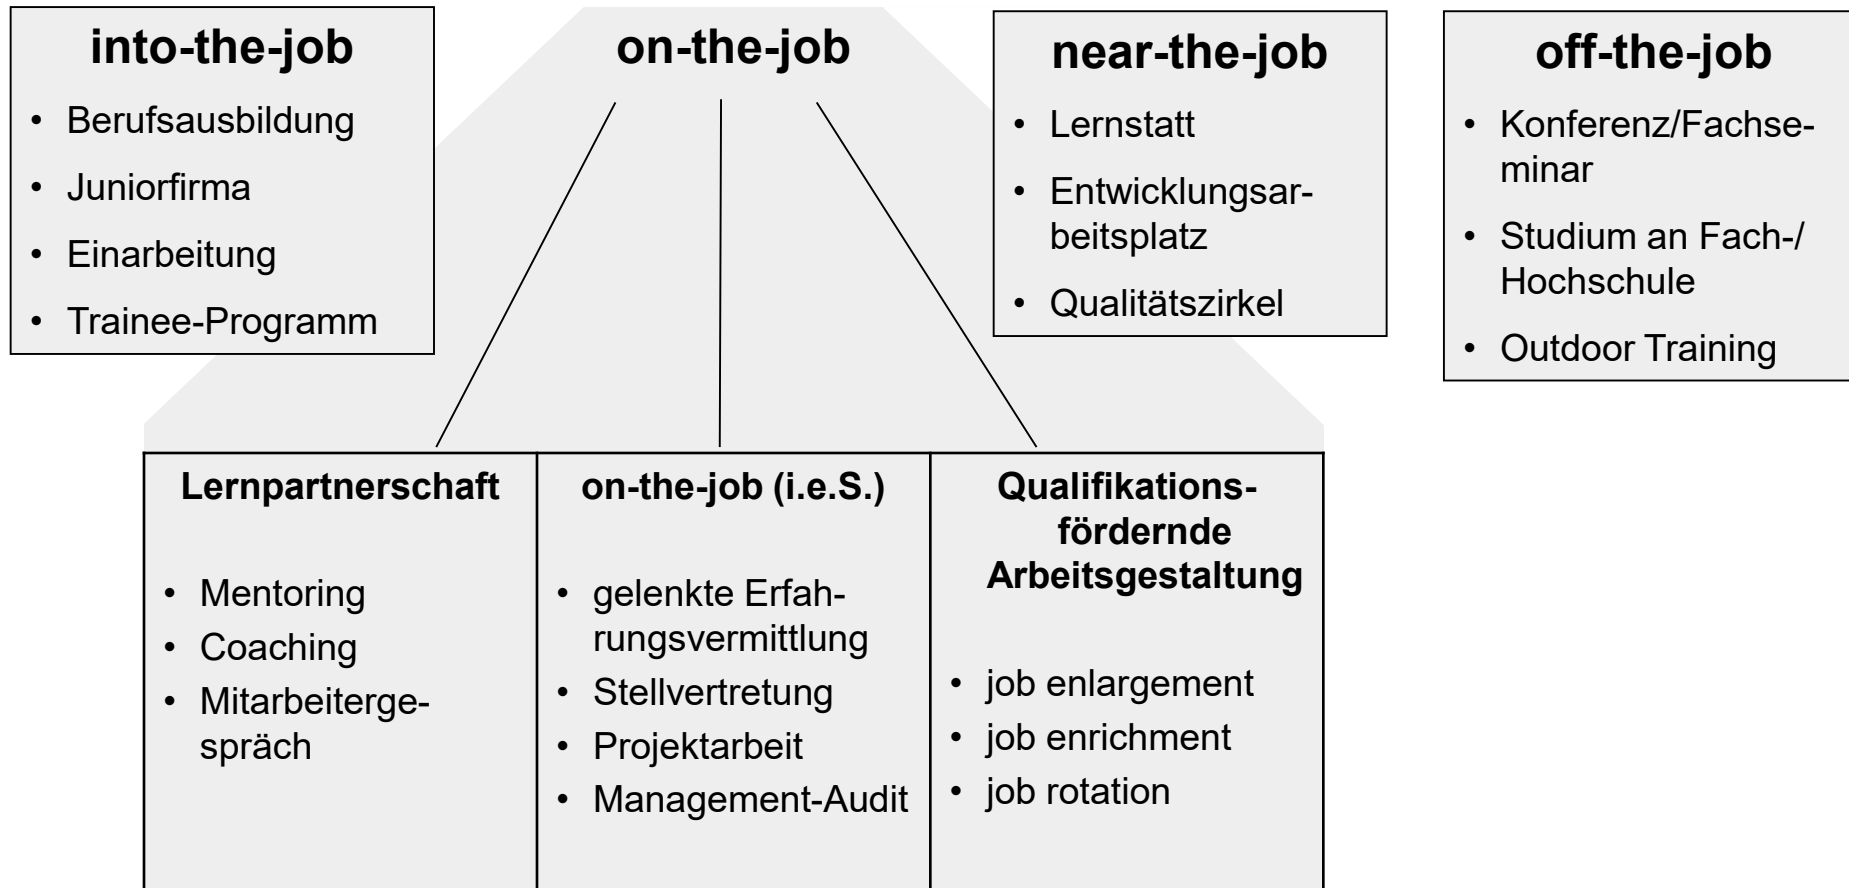 into-the-job
• Berufsausbildung
• Juniorfirma
• Einarbeitung
• Trainee-Programm
on-the-job
near-the-job
• Lernstatt
• Entwicklungsar-
beitsplatz
• Qualitätszirkel
off-the-job
• Konferenz/Fachse-
minar
• Studium an Fach-/
Hochschule
• Outdoor Training
Lernpartnerschaft
• Mentoring
• Coaching
• Mitarbeiterge-
spräch
on-the-job (i.e.S.)
• gelenkte Erfah-
rungsvermittlung
• Stellvertretung
• Projektarbeit
• Management-Audit
Qualifikations-
fördernde
Arbeitsgestaltung
• job enlargement
• job enrichment
• job rotation